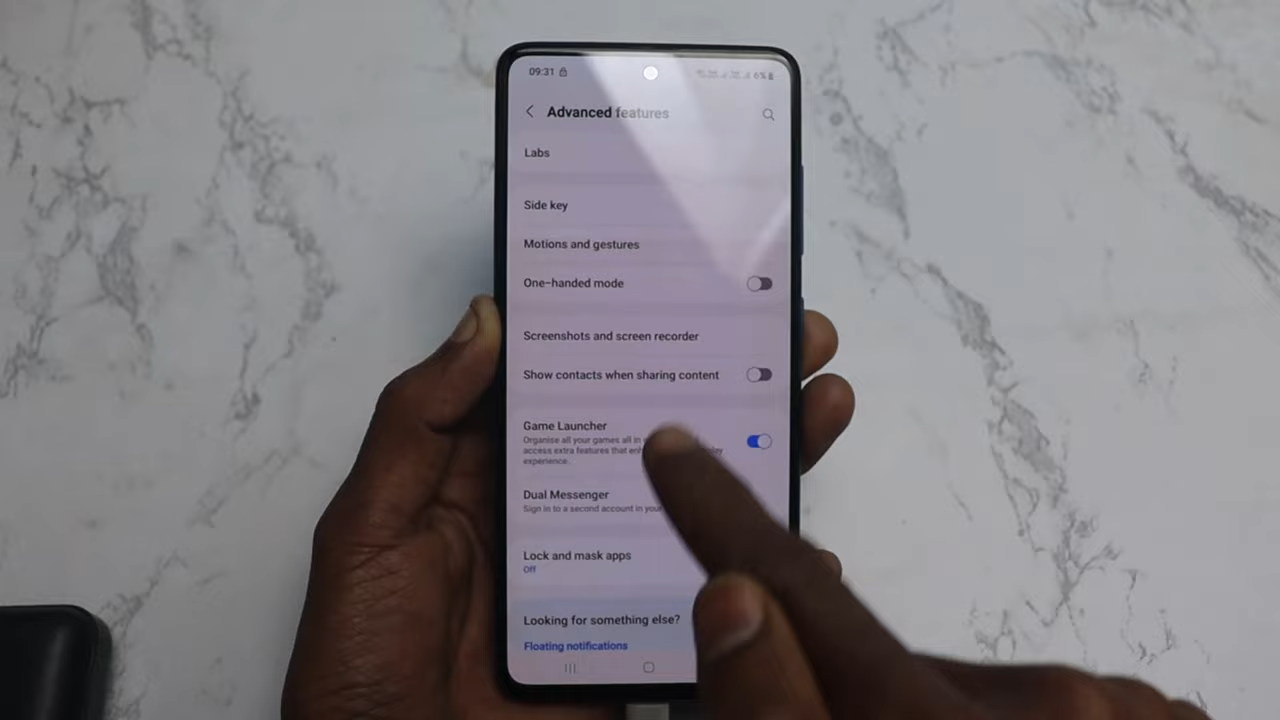 09:31
6%
Advanced features
Labs
Side key
Motions and gestures
One-handed mode
Screenshots and screen recorder
Show contacts when sharing content
Game Launcher
Organise all your games all in
access extra features that
experience.
Dual Messenger
Sign in to a second account in your
Lock and mask apps
Off
Looking for something else?
Floating notifications